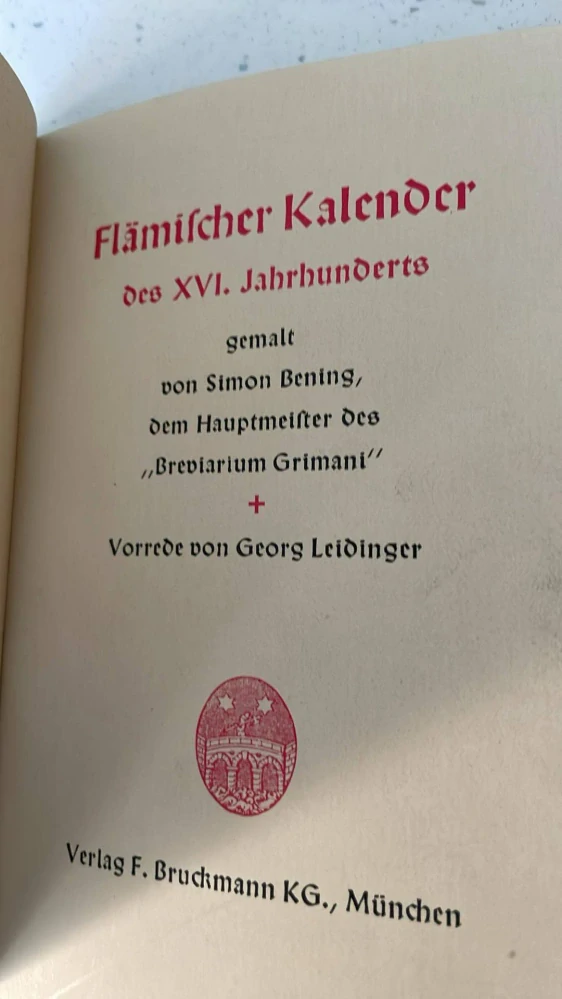 Flämiſcher Kalender
des XVI. Jahrhunderts
gemalt
von Simon Bening,
dem Hauptmeiſter des
„Breviarium Grimani”
+
Vorrede von Georg Leidinger
Verlag F. Bruckmann KG., München